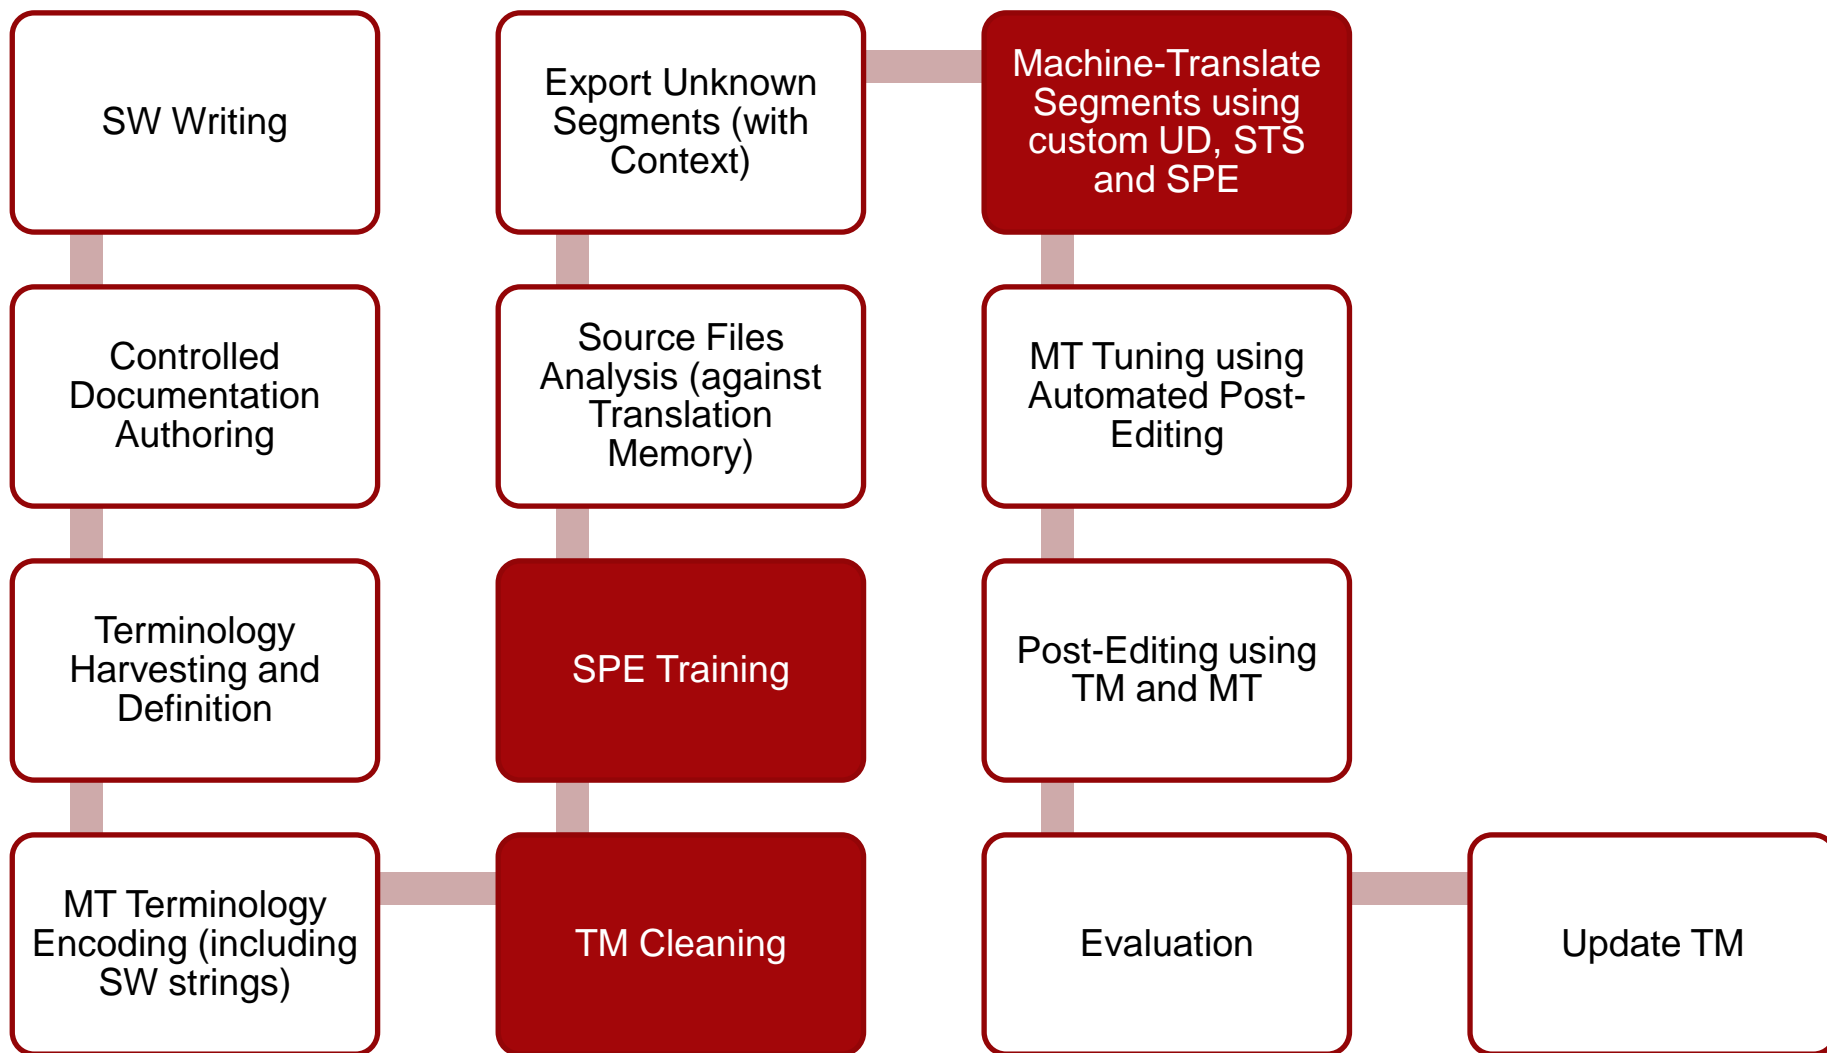 SW Writing
Controlled
Documentation
Authoring
Terminology
Harvesting and
Definition
MT Terminology
Encoding (including
SW strings)
TM Cleaning
SPE Training
Source Files
Analysis (against
Translation
Memory)
Export Unknown
Segments (with
Context)
Machine-Translate
Segments using
custom UD, STS
and SPE
MT Tuning using
Automated Post-
Editing
Post-Editing using
TM and MT
Evaluation
Update TM